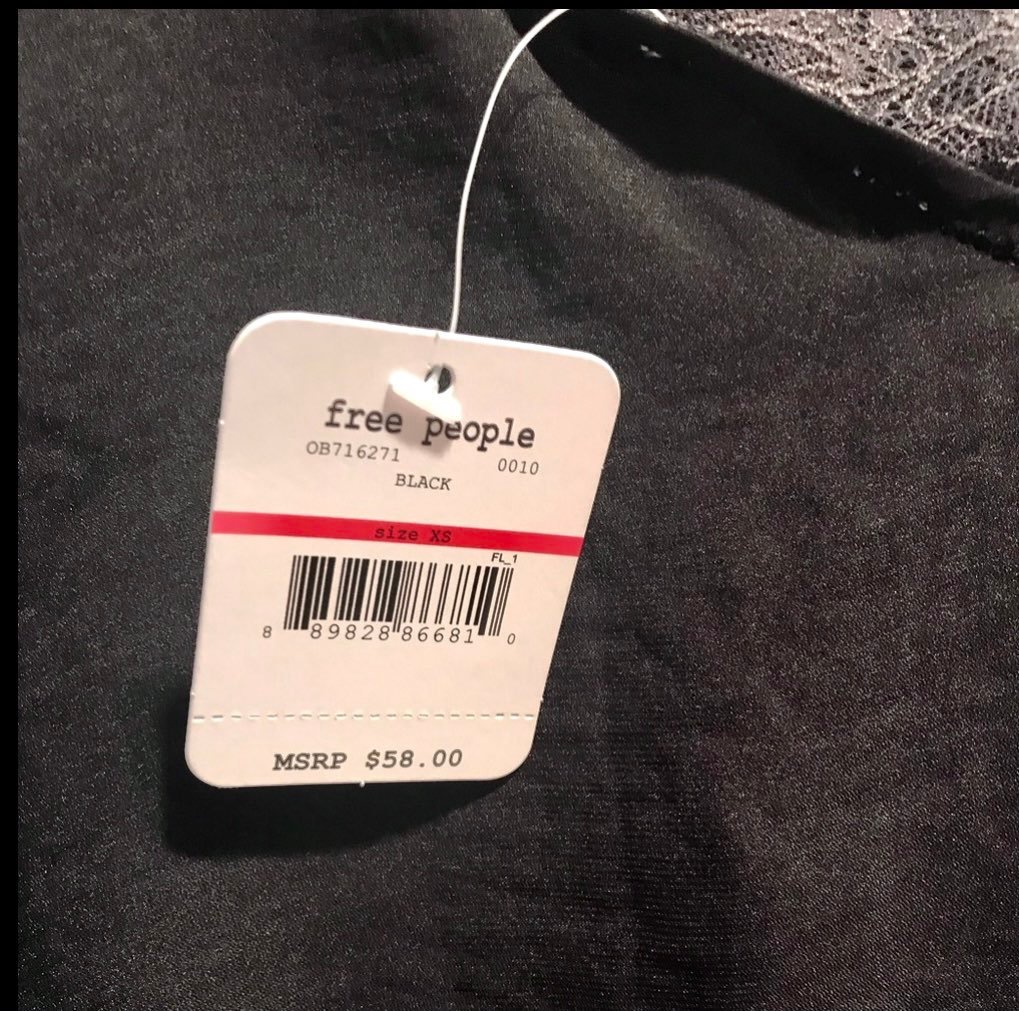 free people
OB716271 0010
BLACK
size XS
FL_1
8 89828 86681 0
MSRP $58.00